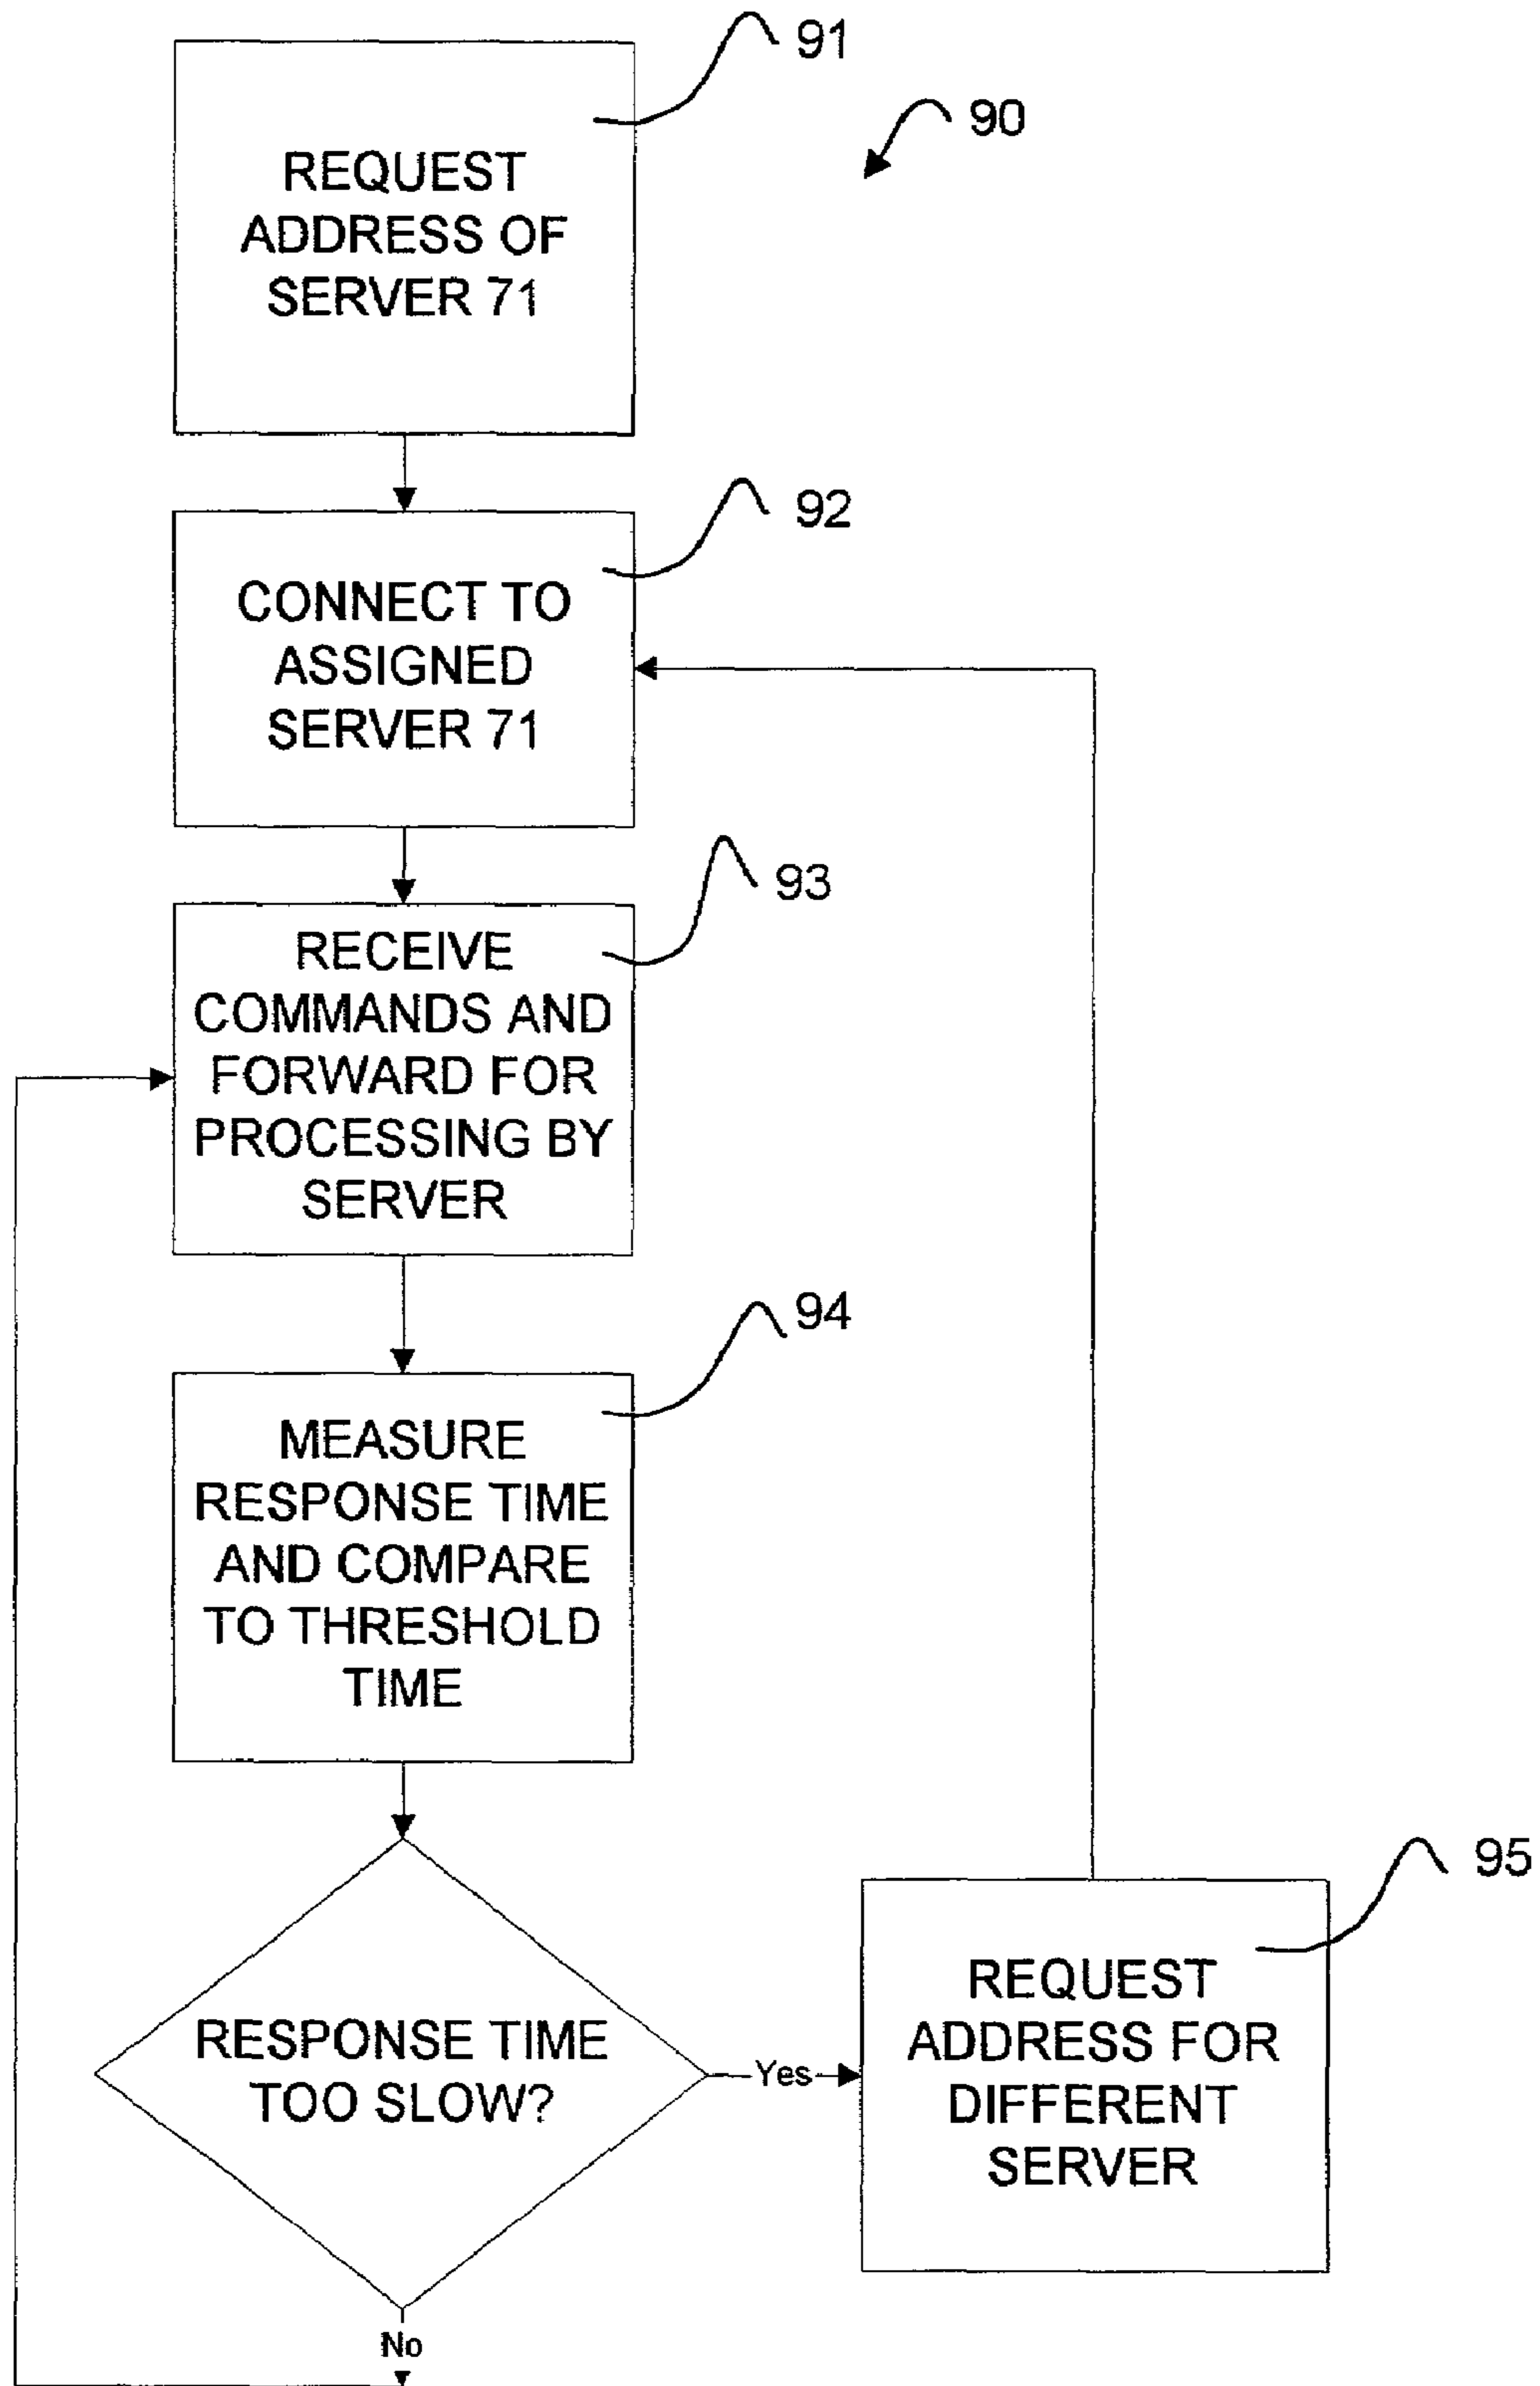 91
90
REQUEST
ADDRESS OF
SERVER 71
92
CONNECT TO
ASSIGNED
SERVER 71
93
RECEIVE
COMMANDS AND
FORWARD FOR
PROCESSING BY
SERVER
94
MEASURE
RESPONSE TIME
AND COMPARE
TO THRESHOLD
TIME
RESPONSE TIME
TOO SLOW?
Yes
No
95
REQUEST
ADDRESS FOR
DIFFERENT
SERVER